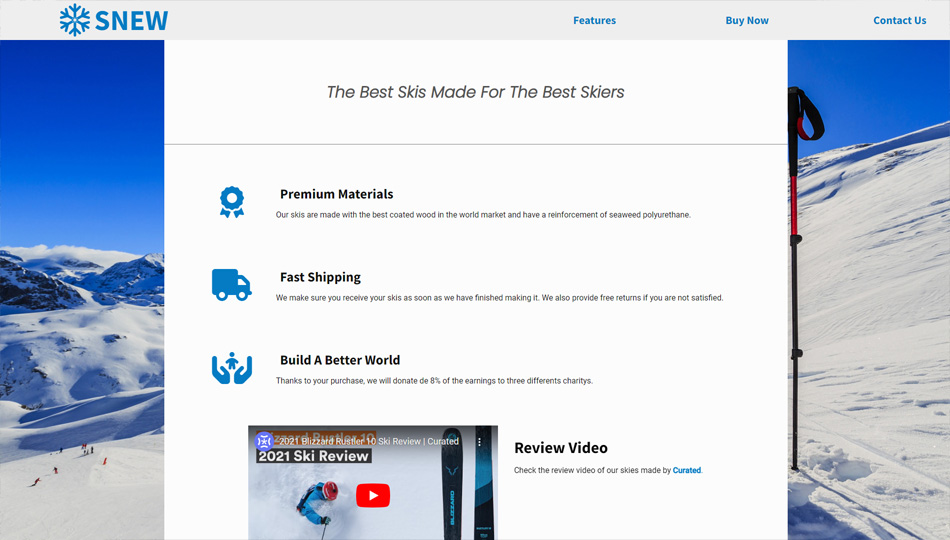 SNEW
Features
Buy Now
Contact Us
The Best Skis Made For The Best Skiers
Premium Materials
Our skis are made with the best coated wood in the world market and have a reinforcement of seaweed polyurethane.
Fast Shipping
We make sure you receive your skis as soon as we have finished making it. We also provide free returns if you are not satisfied.
Build A Better World
Thanks to your purchase, we will donate de 8% of the earnings to three differents charitys.
2021 Blizzard Rustler 10 Ski Review | Curated
2021 Ski Review
BLIZZARD
Review Video
Check the review video of our skies made by Curated.